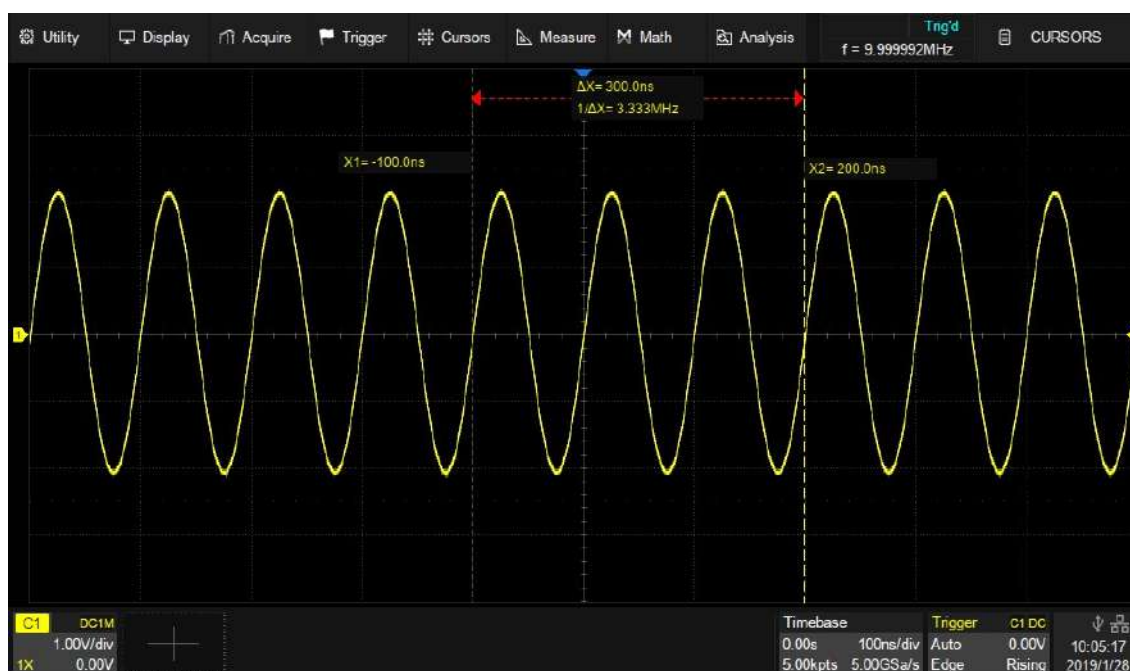 Utility Display Acquire Trigger Cursors Measure Math Analysis
Trig'd
f = 9.999992MHz
CURSORS
ΔX= 300.0ns
1/ΔX= 3.333MHz
X1= -100.0ns
X2= 200.0ns
1
C1 DC1M
1.00V/div
1X 0.00V
Timebase
0.00s 100ns/div
5.00kpts 5.00GSa/s
Trigger C1 DC
Auto 0.00V
Edge Rising
10:05:17
2019/1/28